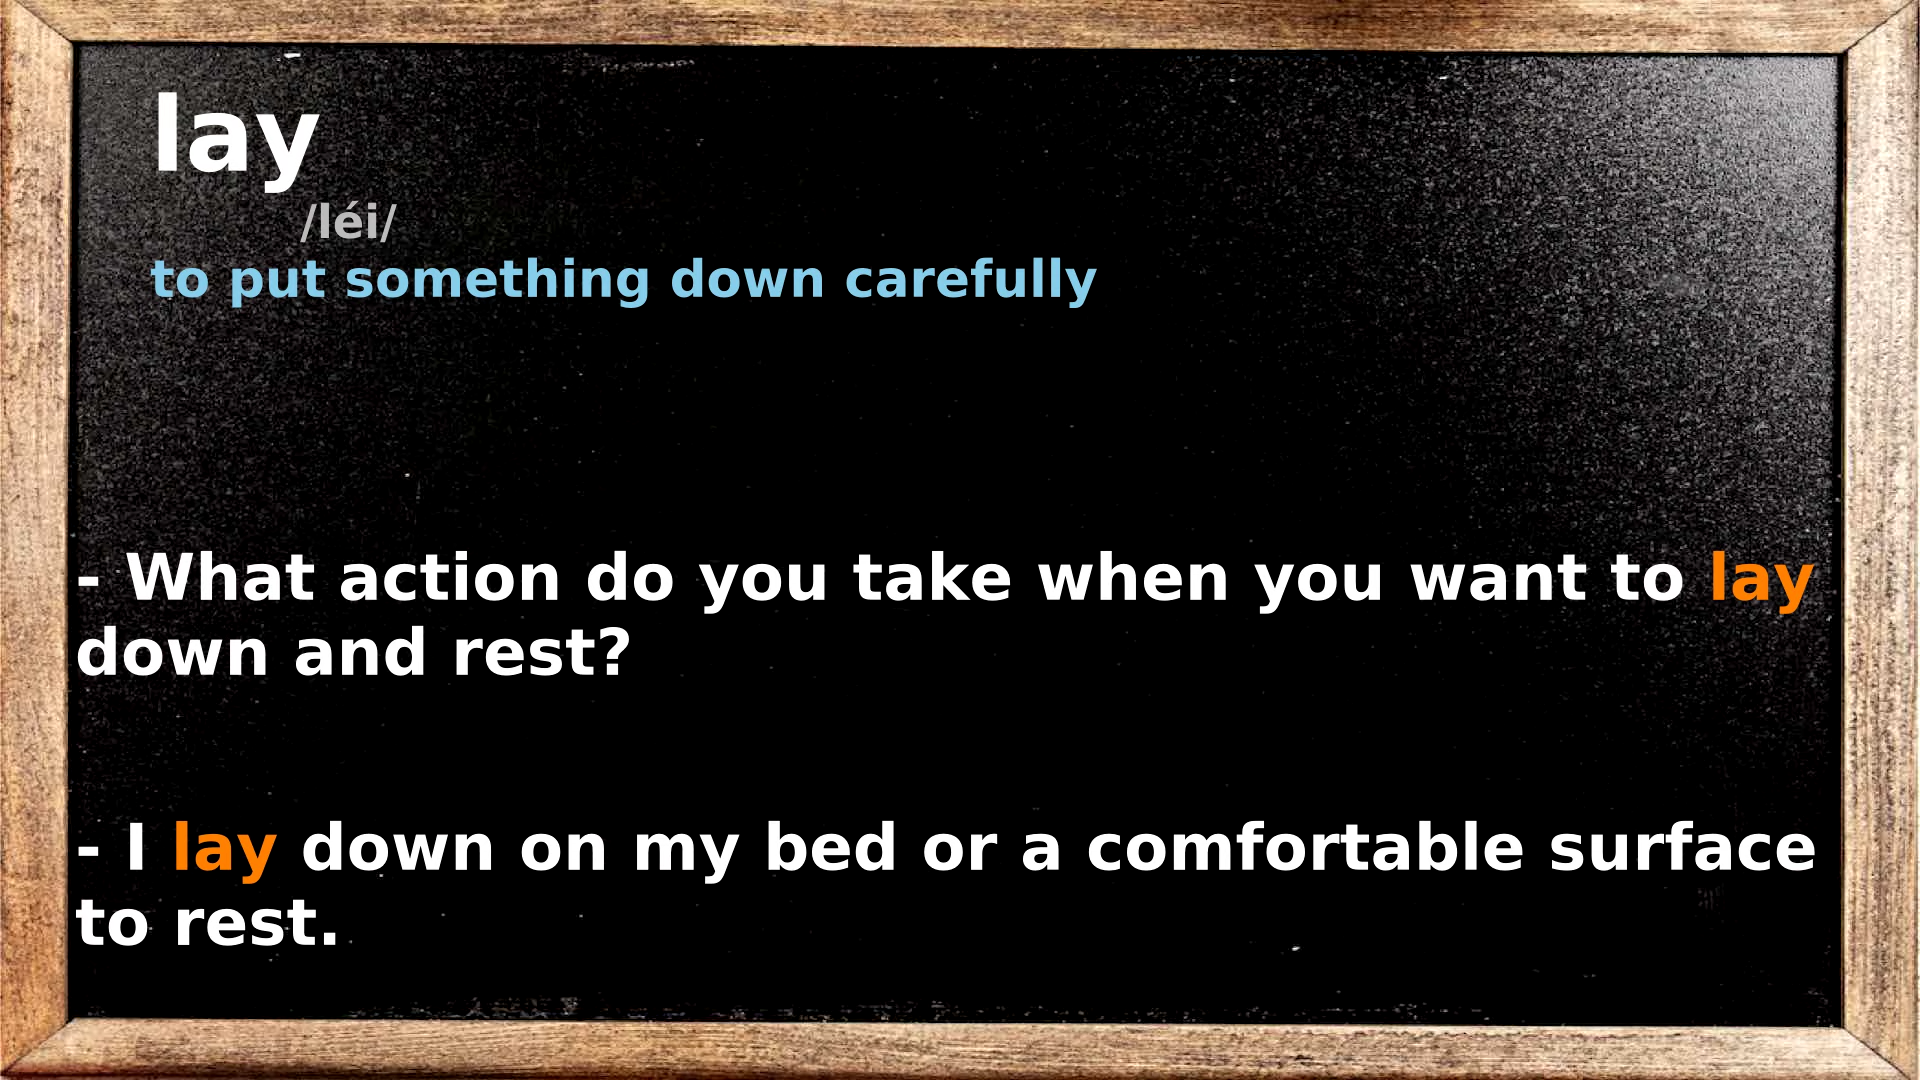 lay
/léi/
to put something down carefully
- What action do you take when you want to lay
down and rest?
- I lay down on my bed or a comfortable surface
to rest.